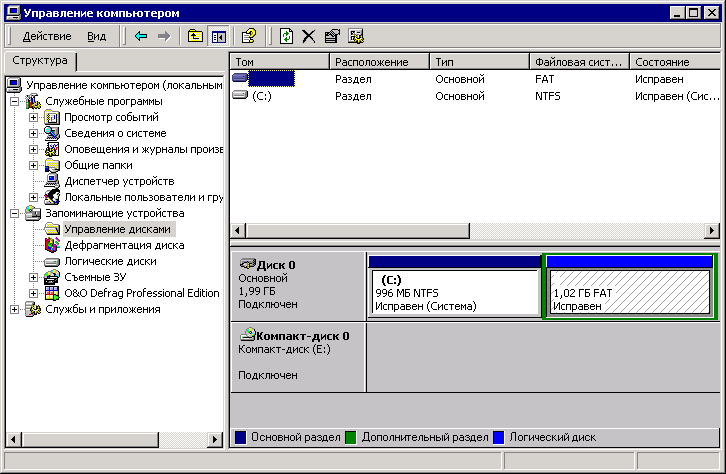 Управление компьютером
Действие Вид
Структура
Управление компьютером (локальным
Служебные программы
Просмотр событий
Сведения о системе
Оповещения и журналы произв
Общие папки
Диспетчер устройств
Локальные пользователи и гру
Запоминающие устройства
Управление дисками
Дефрагментация диска
Логические диски
Съемные ЗУ
O&O Defrag Professional Edition
Службы и приложения
Том Расположение Тип Файловая сист... Состояние
Раздел Основной FAT Исправен
(C:) Раздел Основной NTFS Исправен (Сис...
Диск 0
Основной
1,99 ГБ
Подключен
(C:)
996 МБ NTFS
Исправен (Система)
1,02 ГБ FAT
Исправен
Компакт-диск 0
Компакт-диск (E:)
Подключен
Основной раздел Дополнительный раздел Логический диск